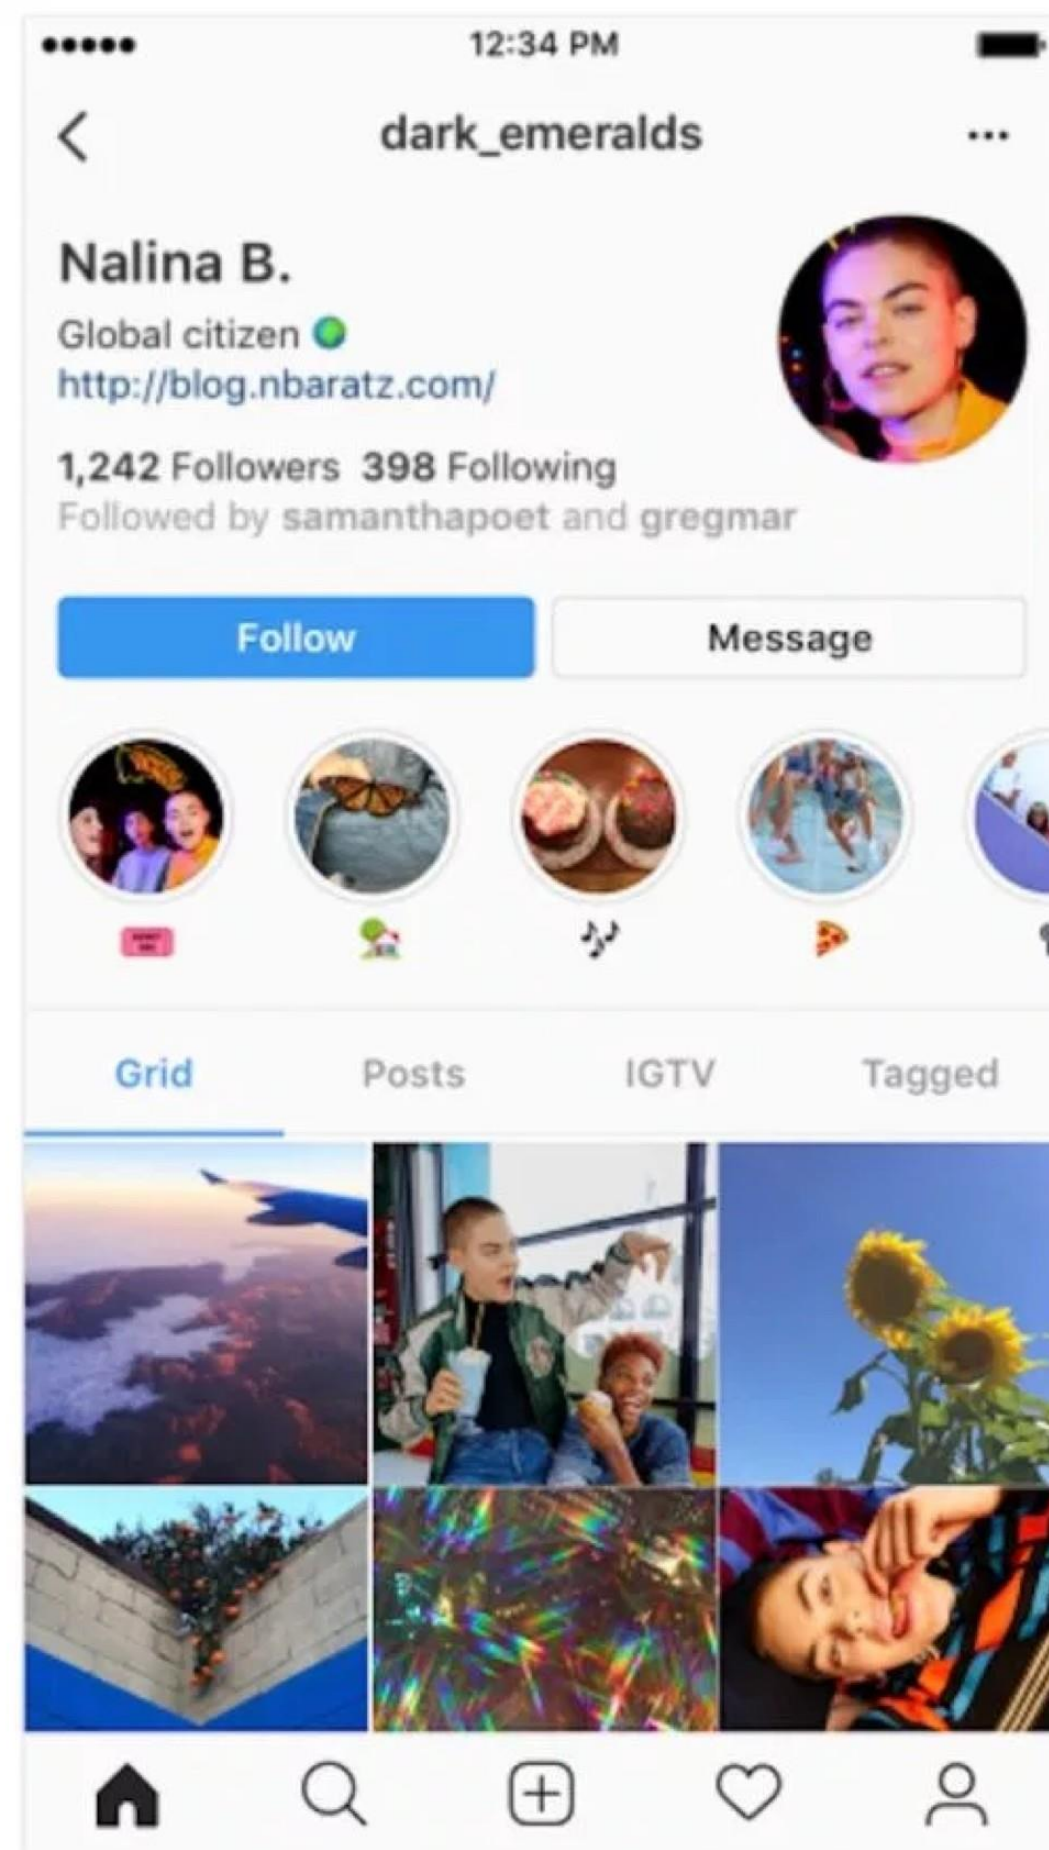 12:34 PM
dark_emeralds
Nalina B.
Global citizen
http://blog.nbaratz.com/
1,242 Followers 398 Following
Followed by samanthapoet and gregmar
Follow Message
Grid Posts IGTV Tagged